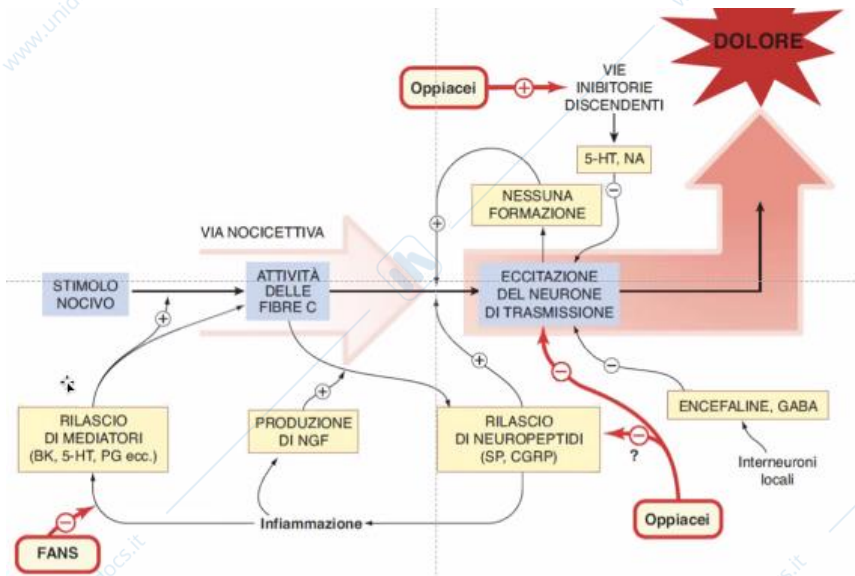 DOLORE
Oppiacei
+
VIE
INIBITORIE
DISCENDENTI
5-HT, NA
−
NESSUNA
FORMAZIONE
+
VIA NOCICETTIVA
STIMOLO
NOCIVO
ATTIVITÀ
DELLE
FIBRE C
ECCITAZIONE
DEL NEURONE
DI TRASMISSIONE
+
+
+
−
−
RILASCIO
DI MEDIATORI
(BK, 5-HT, PG ecc.)
PRODUZIONE
DI NGF
RILASCIO
DI NEUROPEPTIDI
(SP, CGRP)
−
?
ENCEFALINE, GABA
Interneuroni
locali
Infiammazione
−
FANS
Oppiacei